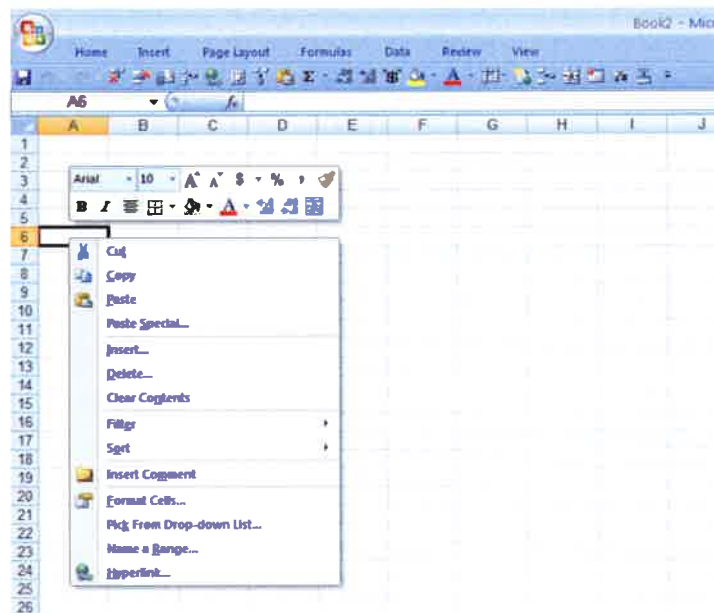 Book2 - Micr
Home Insert Page Layout Formulas Data Review View
A6 fx
A B C D E F G H I J
1
2
3
Arial 10 A A $ % ,
4
B I A
5
6
7
Cut
8
Copy
9
Paste
10
11
Paste Special...
12
Insert...
13
Delete...
14
15
Clear Contents
16
Filter
17
Sort
18
19
Insert Comment
20
Format Cells...
21
Pick From Drop-down List...
22
23
Name a Range...
24
Hyperlink...
25
26